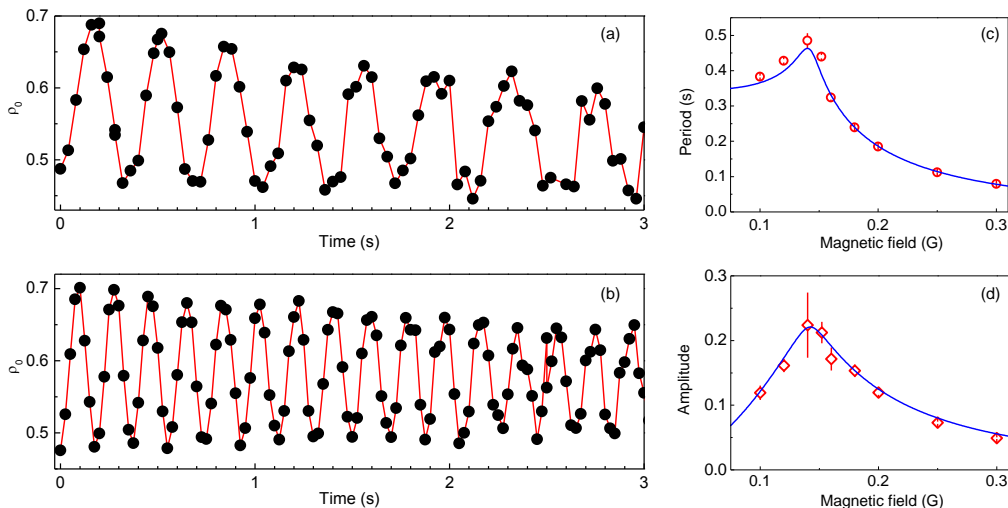 0.7
(a)
0.6
ρ0
0.5
0 1 2 3
Time (s)
0.7
(b)
0.6
ρ0
0.5
0 1 2 3
Time (s)
0.5
(c)
0.4
0.3
0.2
0.1
0.0
Period (s)
0.1 0.2 0.3
Magnetic field (G)
0.3
(d)
0.2
0.1
0.0
Amplitude
0.1 0.2 0.3
Magnetic field (G)